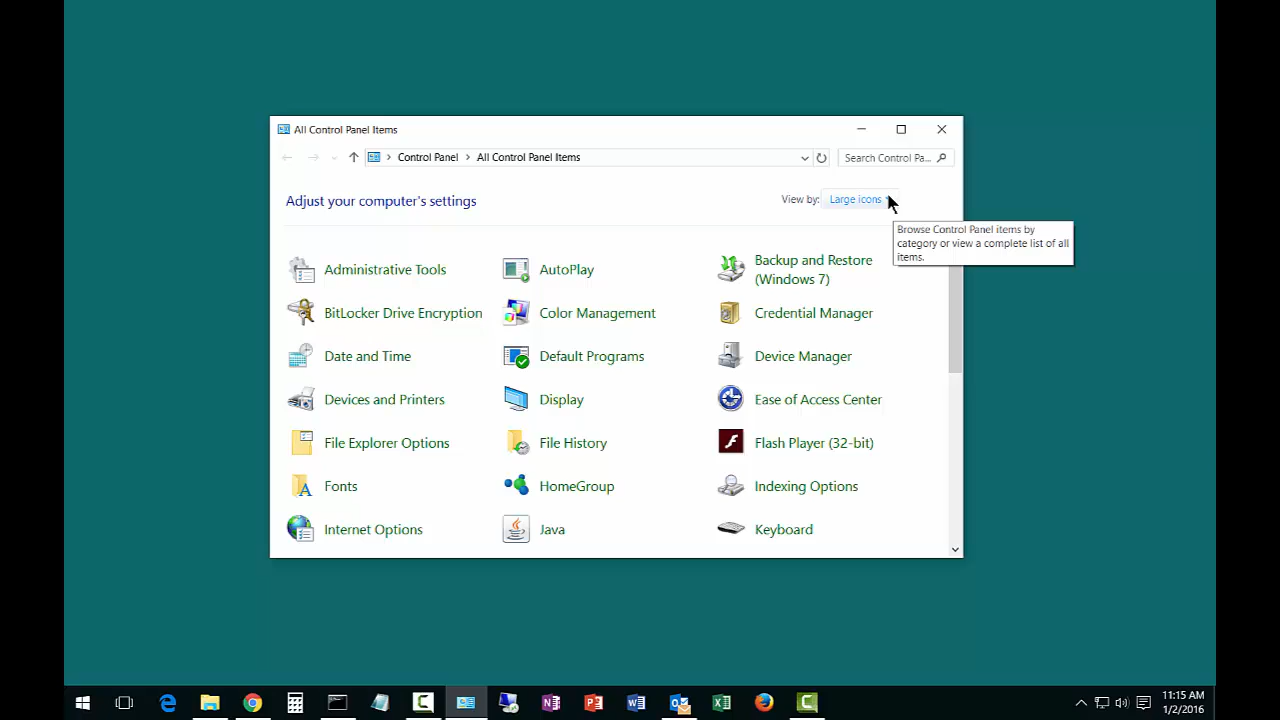 All Control Panel Items
Control Panel > All Control Panel Items
Search Control Pa...
Adjust your computer's settings
View by: Large icons
Browse Control Panel items by
category or view a complete list of all
items.
Administrative Tools
AutoPlay
Backup and Restore
(Windows 7)
BitLocker Drive Encryption
Color Management
Credential Manager
Date and Time
Default Programs
Device Manager
Devices and Printers
Display
Ease of Access Center
File Explorer Options
File History
Flash Player (32-bit)
Fonts
HomeGroup
Indexing Options
Internet Options
Java
Keyboard
11:15 AM
1/2/2016